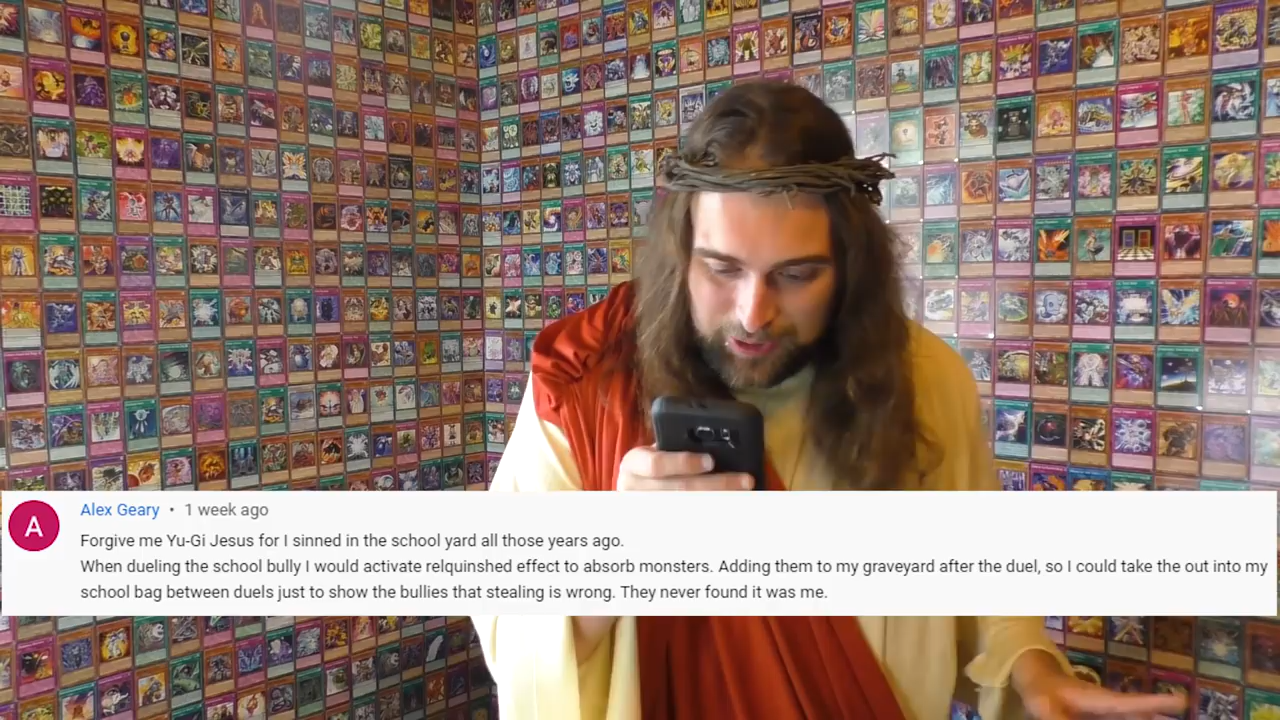 A
Alex Geary • 1 week ago
Forgive me Yu-Gi Jesus for I sinned in the school yard all those years ago.
When dueling the school bully I would activate relquinshed effect to absorb monsters. Adding them to my graveyard after the duel, so I could take the out into my
school bag between duels just to show the bullies that stealing is wrong. They never found it was me.